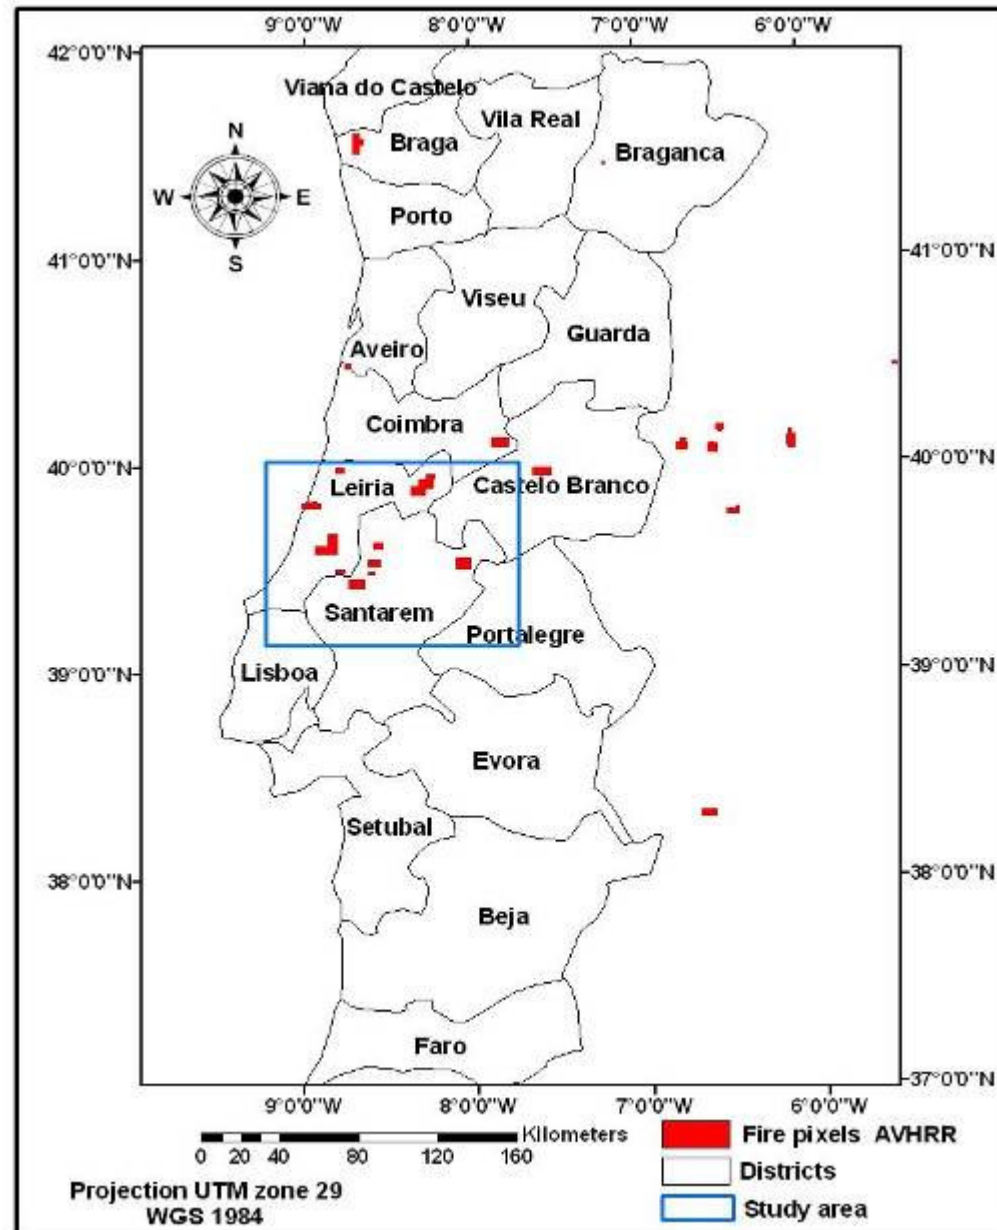 9°0'0"W 8°0'0"W 7°0'0"W 6°0'0"W
42°0'0"N
Viana do Castelo
Vila Real
Braga
Braganca
N
W E
S
Porto
41°0'0"N 41°0'0"N
Viseu
Guarda
Aveiro
Coimbra
40°0'0"N 40°0'0"N
Leiria
Castelo Branco
Santarem
Portalegre
39°0'0"N 39°0'0"N
Lisboa
Evora
Setubal
38°0'0"N 38°0'0"N
Beja
Faro
37°0'0"N
9°0'0"W 8°0'0"W 7°0'0"W 6°0'0"W
Kilometers
0 20 40 80 120 160
Fire pixels AVHRR
Districts
Study area
Projection UTM zone 29
WGS 1984